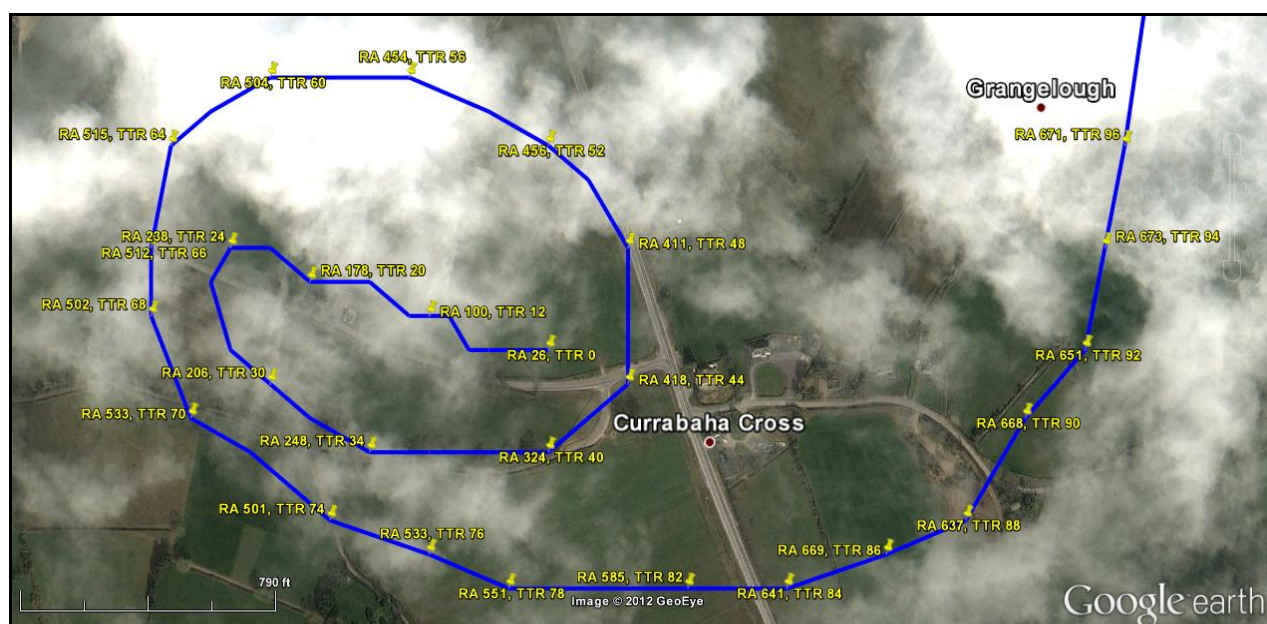 RA 454, TTR 56
RA 504, TTR 60
Grangelough
RA 515, TTR 64
RA 671, TTR 96
RA 456, TTR 52
RA 238, TTR 24
RA 411, TTR 48
RA 673, TTR 94
RA 512, TTR 66
RA 178, TTR 20
RA 502, TTR 68
RA 100, TTR 12
RA 26, TTR 0
RA 651, TTR 92
RA 206, TTR 30
RA 418, TTR 44
RA 533, TTR 70
Currabaha Cross
RA 668, TTR 90
RA 248, TTR 34
RA 324, TTR 40
RA 501, TTR 74
RA 637, TTR 88
RA 533, TTR 76
RA 669, TTR 86
790 ft
RA 585, TTR 82
RA 551, TTR 78
RA 641, TTR 84
Image © 2012 GeoEye
Google earth